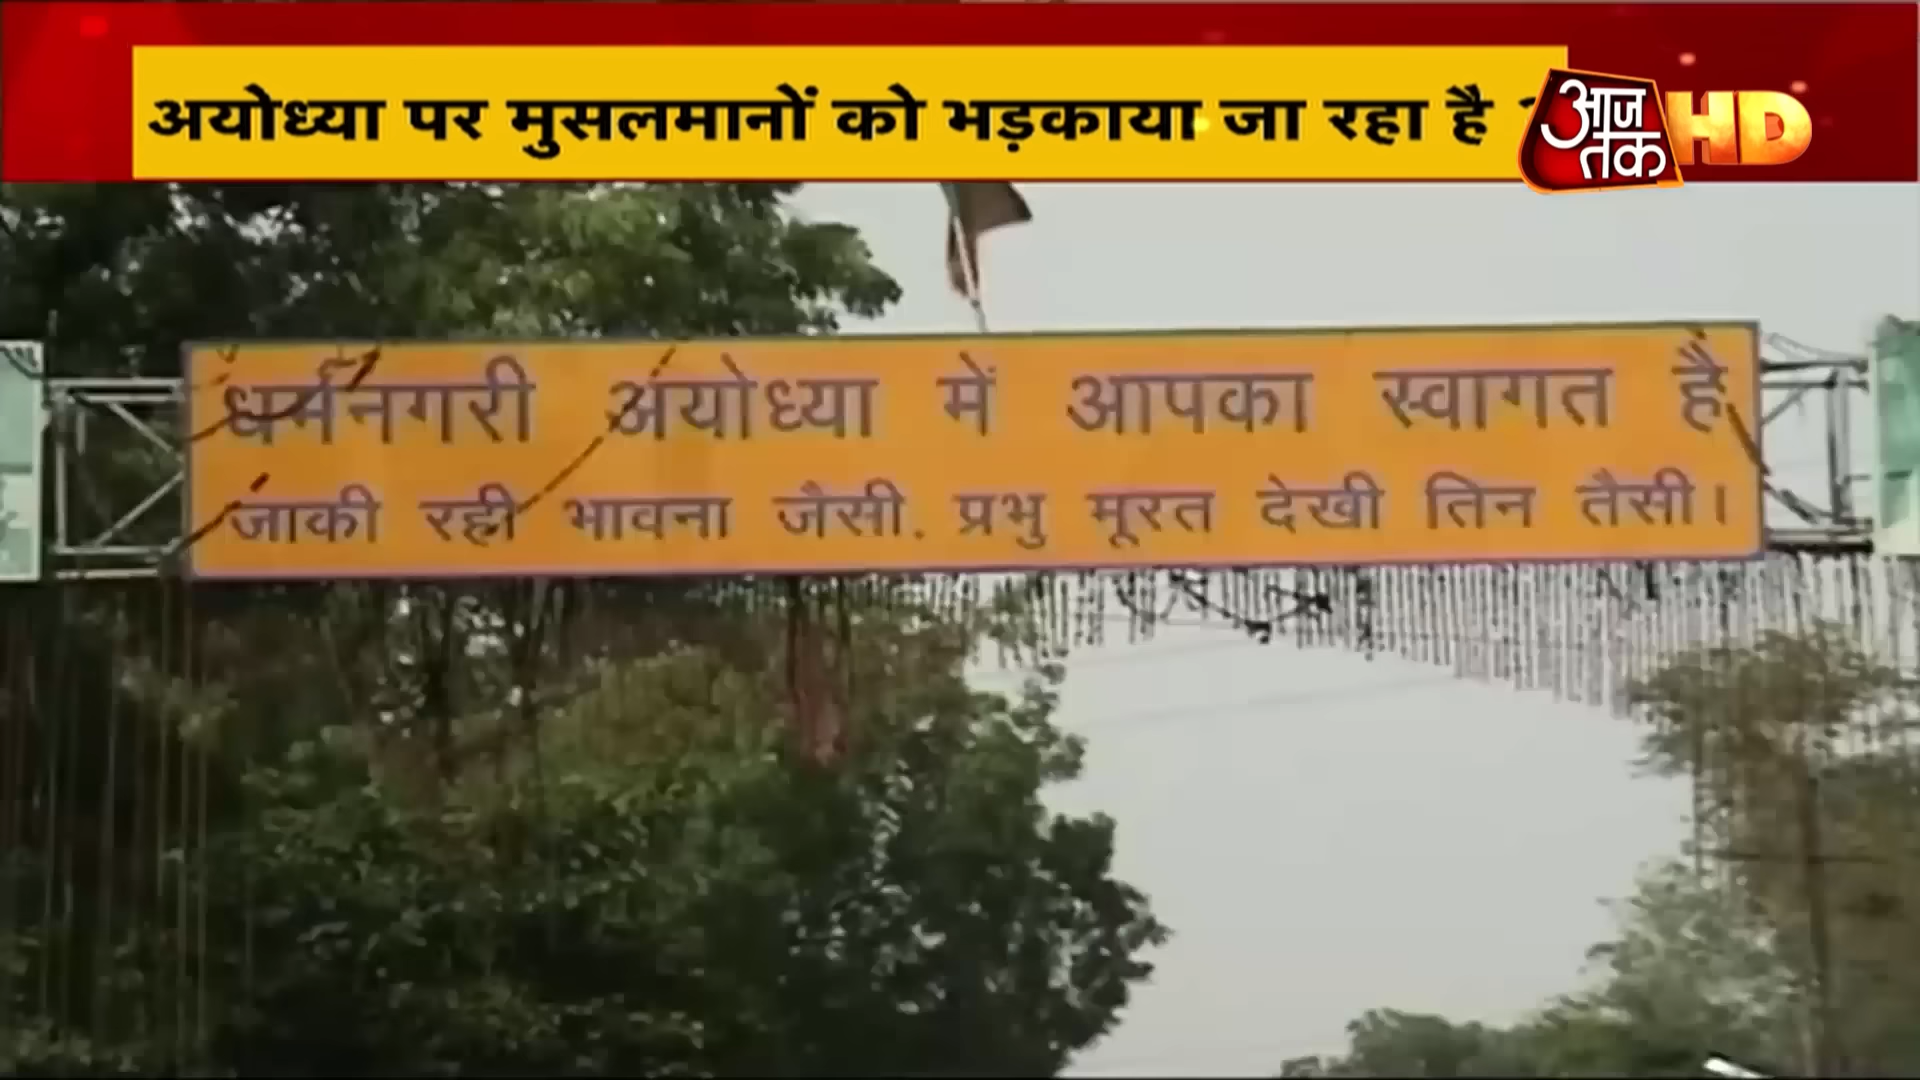 अयोध्या पर मुसलमानों को भड़काया जा रहा है
आज तक HD
धर्मनगरी अयोध्या में आपका स्वागत है
जाकी रही भावना जैसी, प्रभु मूरत देखी तिन तैसी।